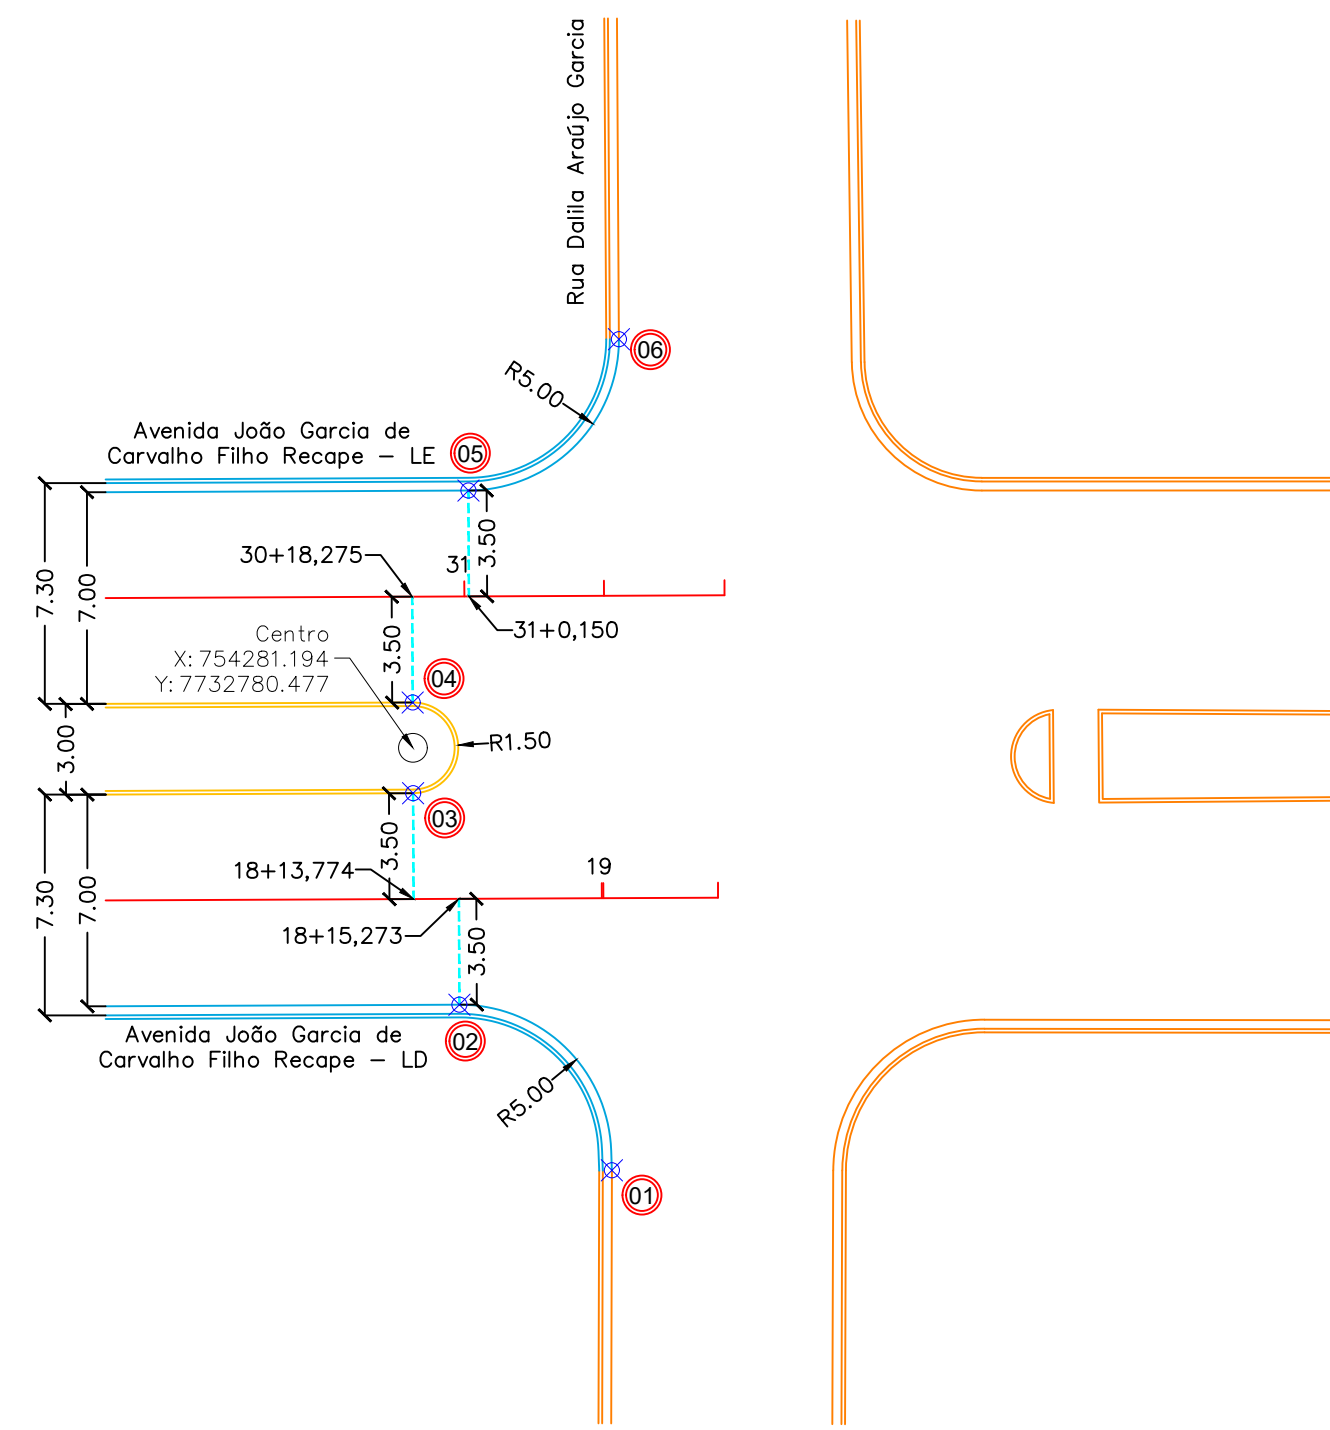 Rua Dalila Araújo Garcia
06
R5.00
Avenida João Garcia de
Carvalho Filho Recape – LE
05
30+18,275
31
3.50
7.30
7.00
31+0,150
3.50
Centro
X: 754281.194
Y: 7732780.477
04
3.00
R1.50
03
3.50
18+13,774
19
7.30
7.00
18+15,273
3.50
02
Avenida João Garcia de
Carvalho Filho Recape – LD
R5.00
01